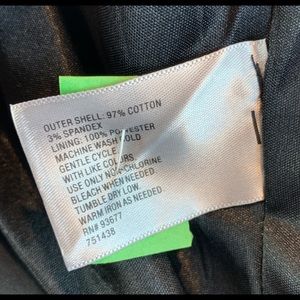 OUTER SHELL: 97% COTTON
3% SPANDEX
LINING: 100% POLYESTER
MACHINE WASH COLD
GENTLE CYCLE
WITH LIKE COLORS
USE ONLY NON-CHLORINE
BLEACH WHEN NEEDED
TUMBLE DRY LOW.
WARM IRON AS NEEDED
RN# 93677
751438